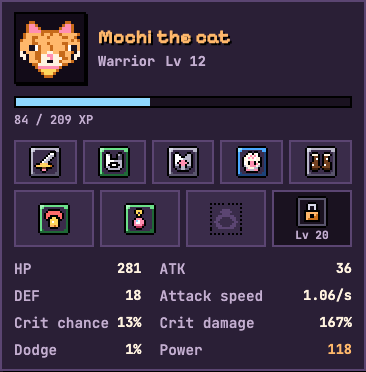 Mochi the cat
Warrior Lv 12
84 / 209 XP
Lv 20
HP 281 ATK 36
DEF 18 Attack speed 1.06/s
Crit chance 13% Crit damage 167%
Dodge 1% Power 118